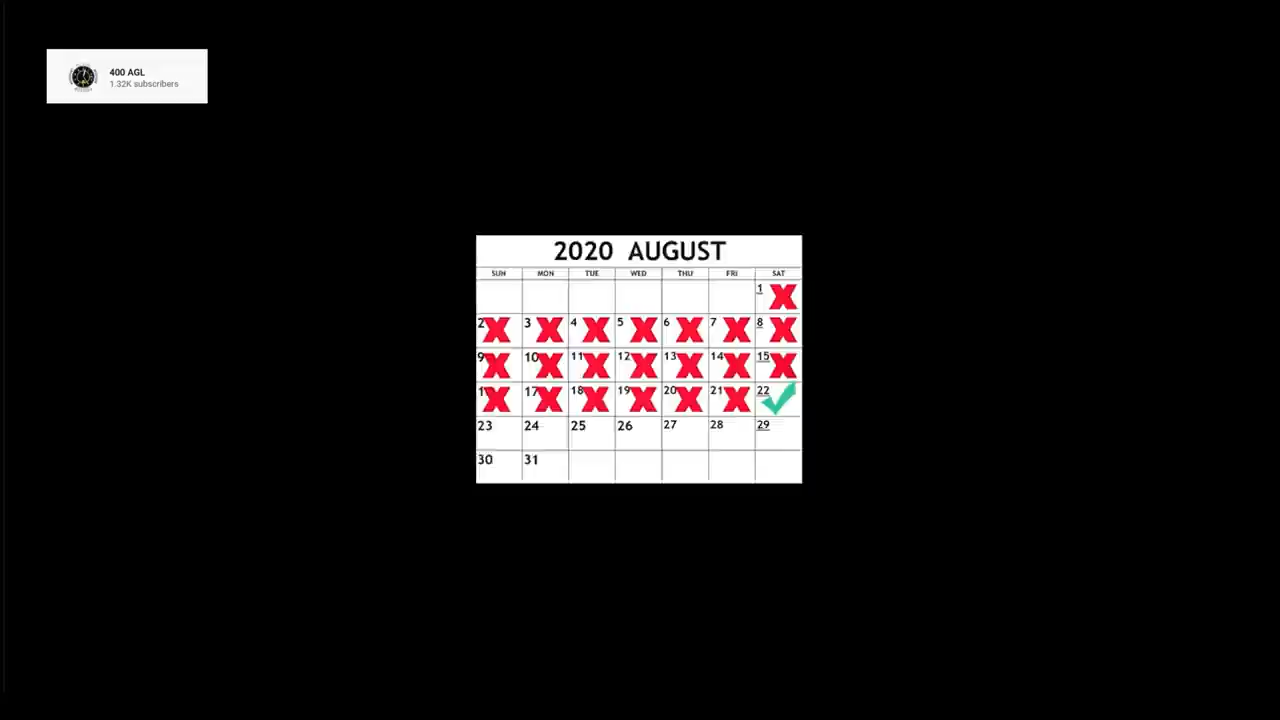 400 AGL
1.32K subscribers
2020 AUGUST
SUN MON TUE WED THU FRI SAT
1
2 3 4 5 6 7 8
9 10 11 12 13 14 15
17 18 19 20 21 22
23 24 25 26 27 28 29
30 31